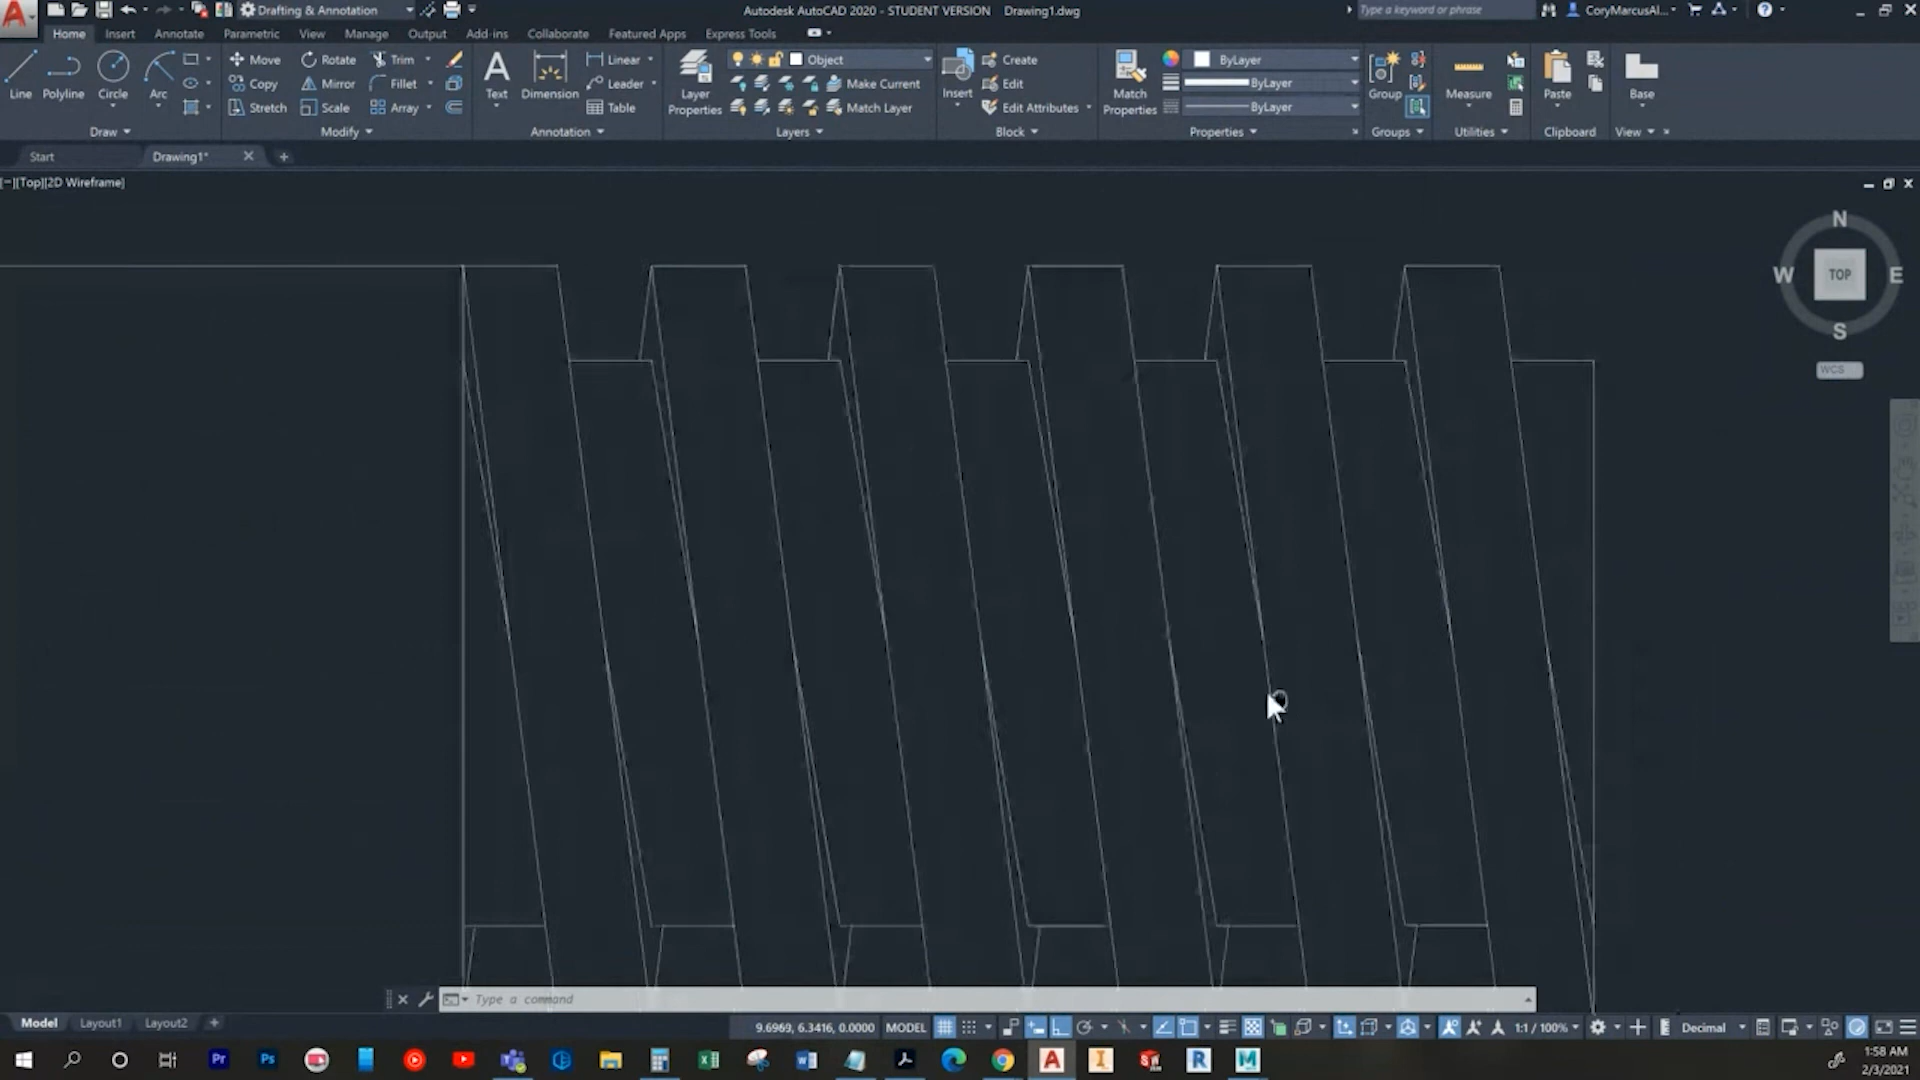 Drafting & Annotation
Autodesk AutoCAD 2020 - STUDENT VERSION Drawing1.dwg
Type a keyword or phrase
CoryMarcusAl...
Home Insert Annotate Parametric View Manage Output Add-ins Collaborate Featured Apps Express Tools
Line Polyline Circle Arc
Draw
Move Rotate Trim
Copy Mirror Fillet
Stretch Scale Array
Modify
Text Dimension
Linear
Leader
Table
Annotation
Layer Properties
Object
Make Current
Match Layer
Layers
Insert
Create
Edit
Edit Attributes
Block
Match Properties
ByLayer
ByLayer
ByLayer
Properties
Group
Groups
Measure
Utilities
Paste
Clipboard
Base
View
Start Drawing1*
[−][Top][2D Wireframe]
N
W TOP E
S
WCS
Type a command
Model Layout1 Layout2
9.6969, 6.3416, 0.0000 MODEL 1:1 / 100% Decimal
1:58 AM
2/3/2021